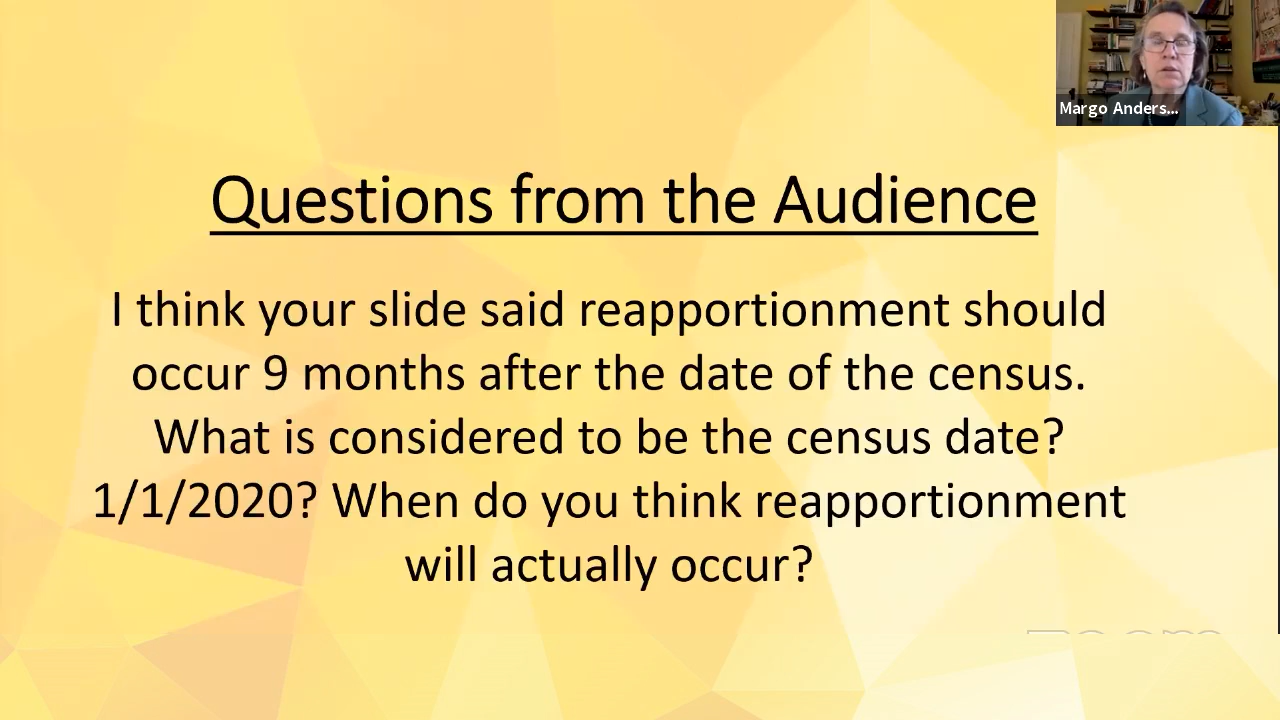 Margo Anders...
Questions from the Audience
I think your slide said reapportionment should
occur 9 months after the date of the census.
What is considered to be the census date?
1/1/2020? When do you think reapportionment
will actually occur?
zoom